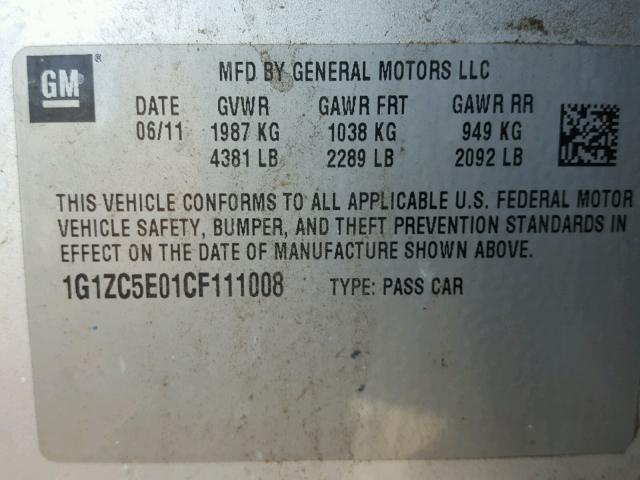 GM ®
MFD BY GENERAL MOTORS LLC
DATE GVWR GAWR FRT GAWR RR
06/11 1987 KG 1038 KG 949 KG
4381 LB 2289 LB 2092 LB
THIS VEHICLE CONFORMS TO ALL APPLICABLE U.S. FEDERAL MOTOR
VEHICLE SAFETY, BUMPER, AND THEFT PREVENTION STANDARDS IN
EFFECT ON THE DATE OF MANUFACTURE SHOWN ABOVE.
1G1ZC5E01CF111008 TYPE: PASS CAR